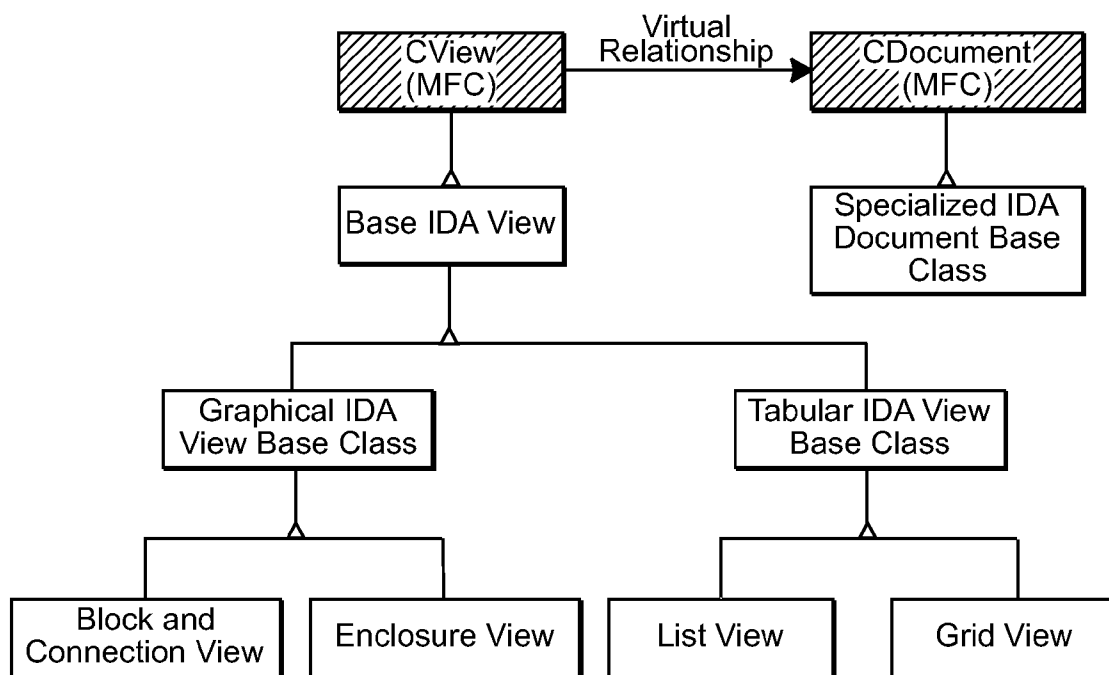 CView
(MFC)
Virtual
Relationship
CDocument
(MFC)
Base IDA View
Specialized IDA
Document Base
Class
Graphical IDA
View Base Class
Tabular IDA View
Base Class
Block and
Connection View
Enclosure View
List View
Grid View